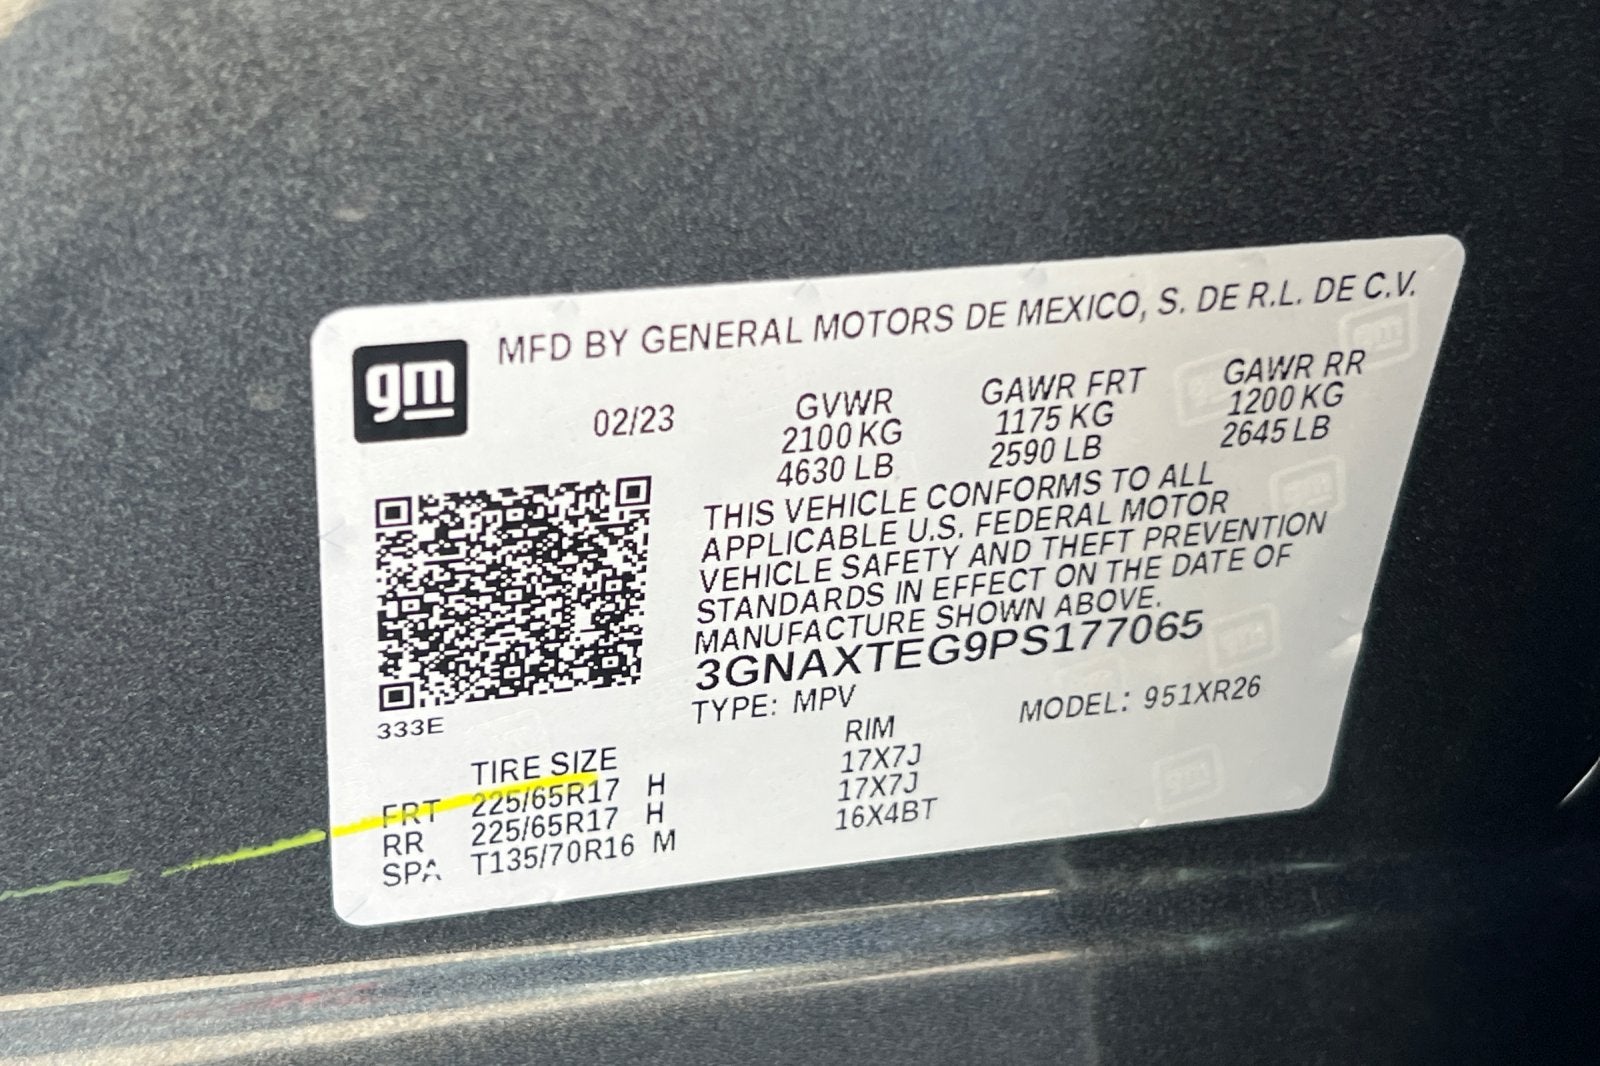 gm
MFD BY GENERAL MOTORS DE MEXICO, S. DE R.L. DE C.V.
02/23
GVWR
2100 KG
4630 LB
GAWR FRT
1175 KG
2590 LB
GAWR RR
1200 KG
2645 LB
THIS VEHICLE CONFORMS TO ALL
APPLICABLE U.S. FEDERAL MOTOR
VEHICLE SAFETY AND THEFT PREVENTION
STANDARDS IN EFFECT ON THE DATE OF
MANUFACTURE SHOWN ABOVE.
3GNAXTEG9PS177065
TYPE: MPV MODEL: 951XR26
333E
TIRE SIZE RIM
FRT 225/65R17 H 17X7J
RR 225/65R17 H 17X7J
SPA T135/70R16 M 16X4BT